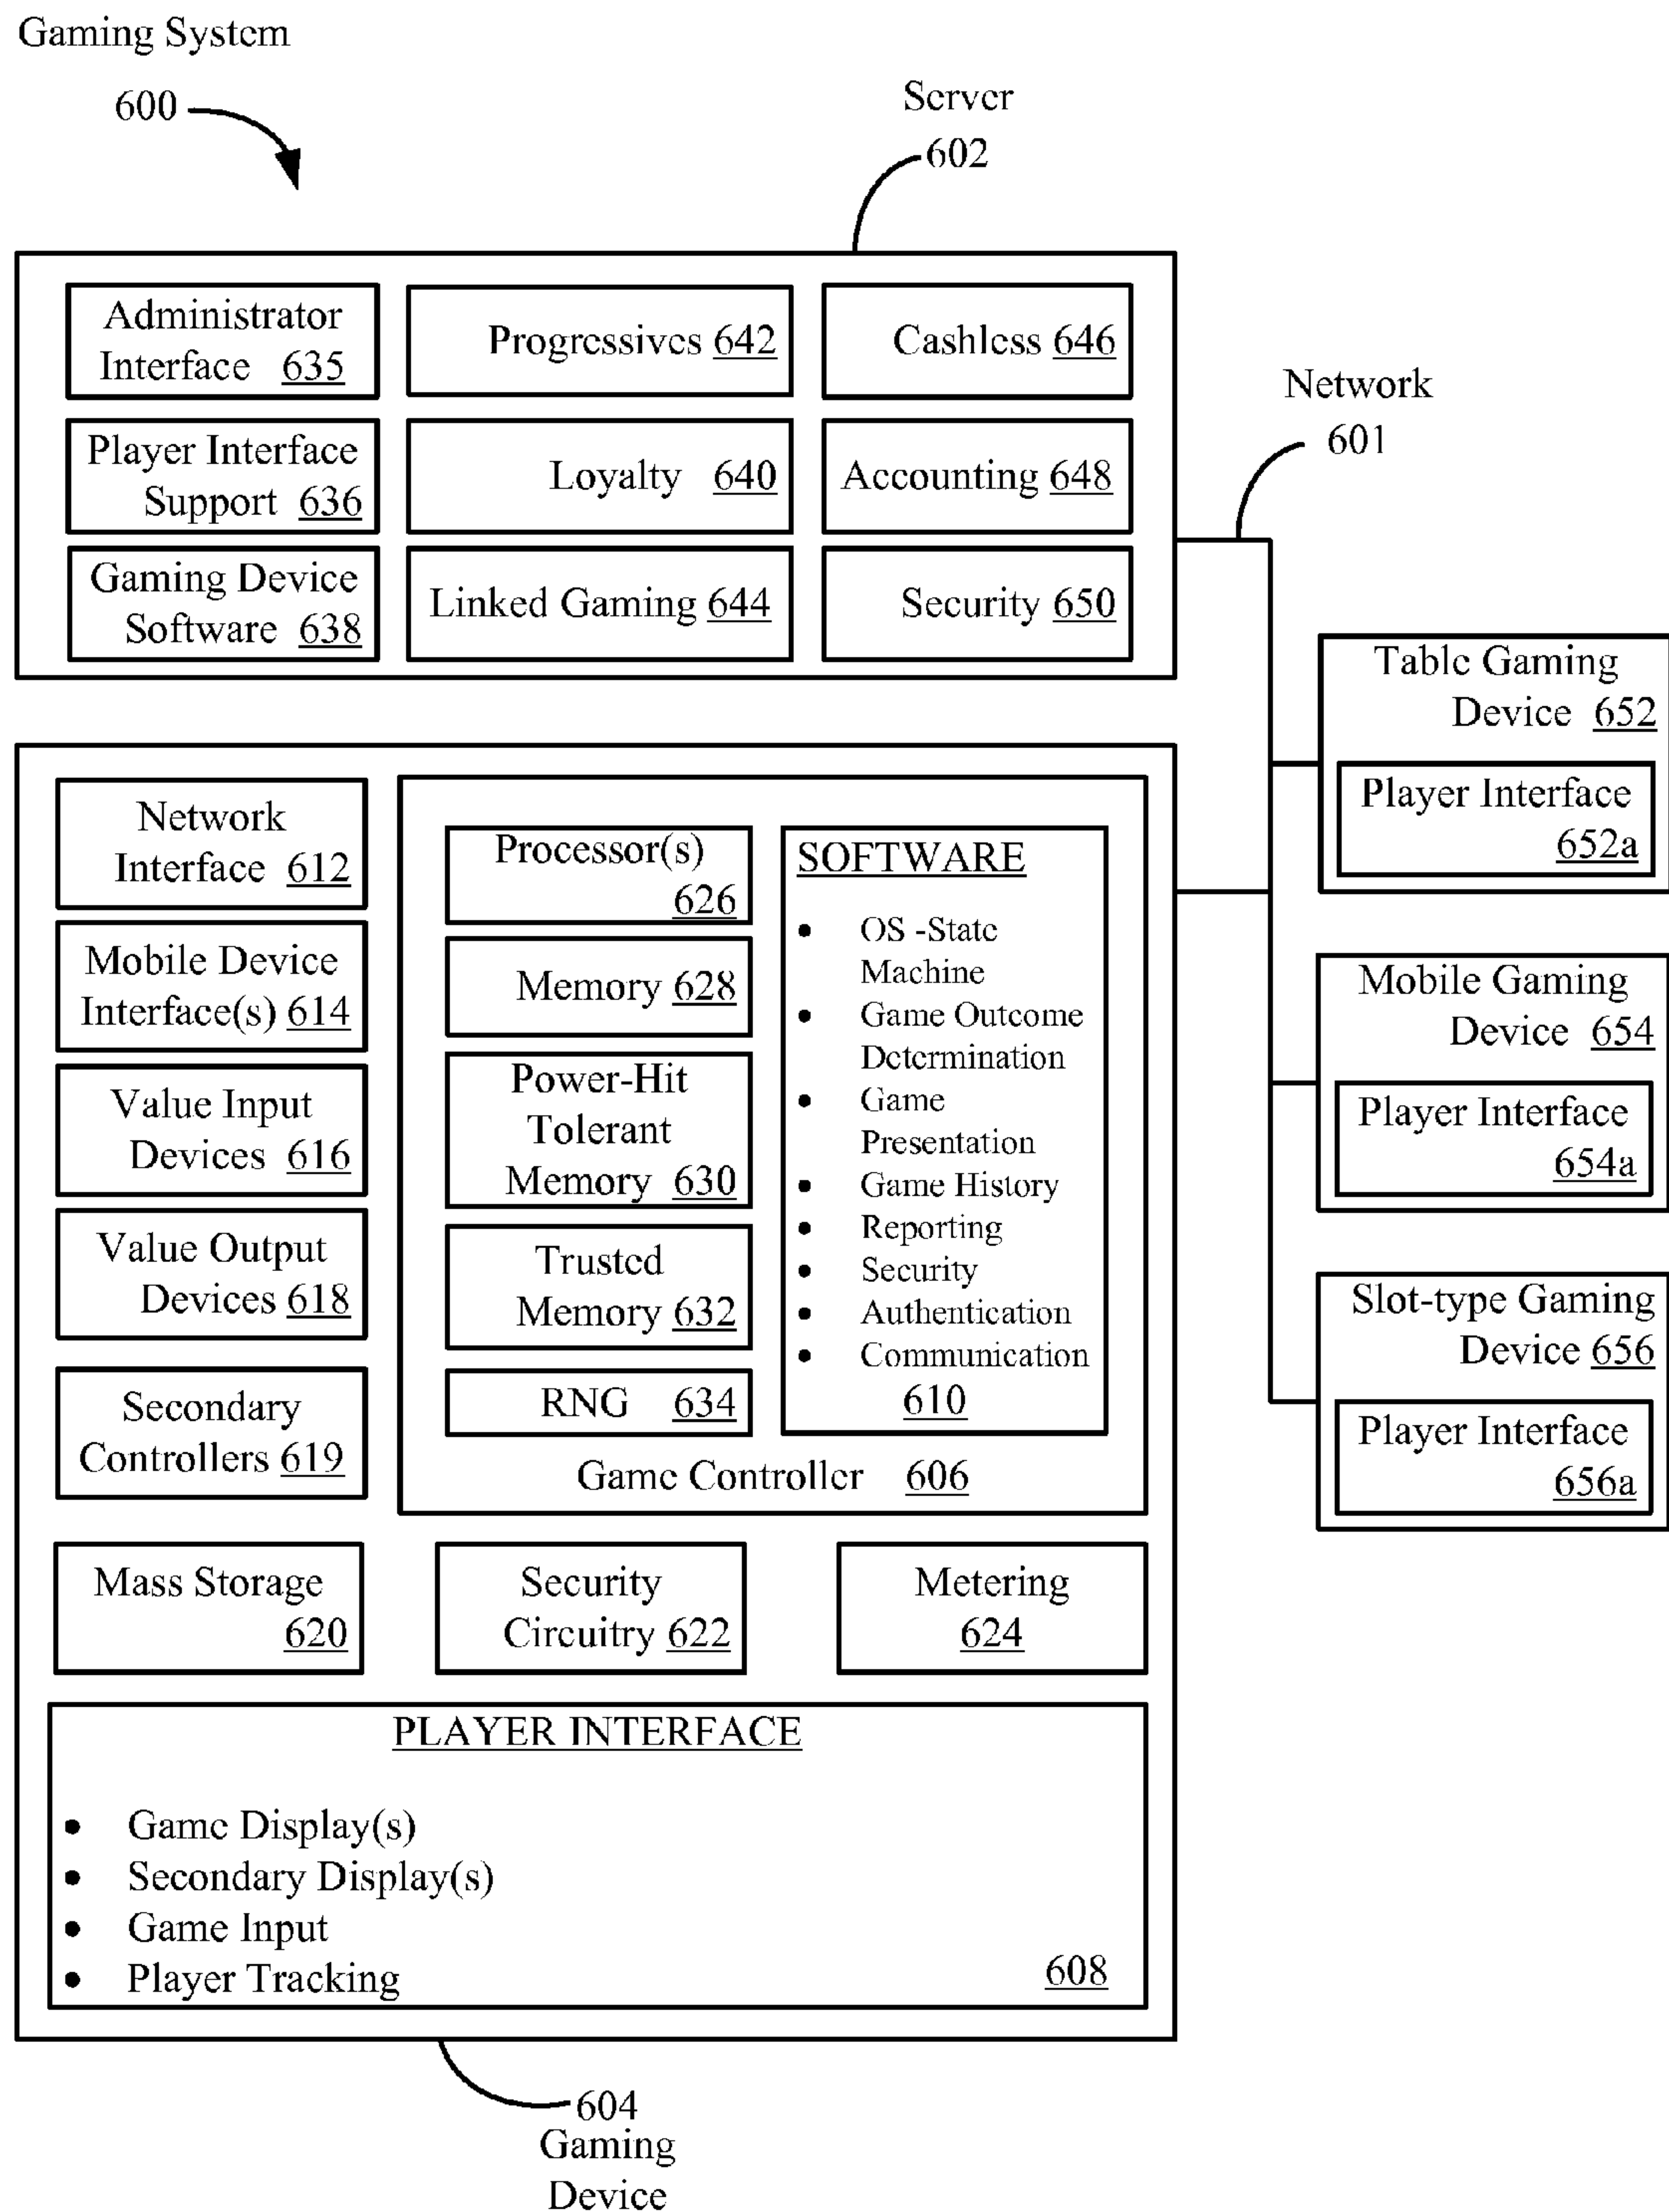 Gaming System
600
Server
602
Administrator
Interface 635
Progressives 642
Cashless 646
Player Interface
Support 636
Loyalty 640
Accounting 648
Gaming Device
Software 638
Linked Gaming 644
Security 650
Network
601
Table Gaming
Device 652
Player Interface
652a
Mobile Gaming
Device 654
Player Interface
654a
Slot-type Gaming
Device 656
Player Interface
656a
Network
Interface 612
Mobile Device
Interface(s) 614
Value Input
Devices 616
Value Output
Devices 618
Secondary
Controllers 619
Processor(s)
626
Memory 628
Power-Hit
Tolerant
Memory 630
Trusted
Memory 632
RNG 634
SOFTWARE
• OS -State
Machine
• Game Outcome
Determination
• Game
Presentation
• Game History
• Reporting
• Security
• Authentication
• Communication
610
Game Controller 606
Mass Storage
620
Security
Circuitry 622
Metering
624
PLAYER INTERFACE
• Game Display(s)
• Secondary Display(s)
• Game Input
• Player Tracking
608
604
Gaming
Device